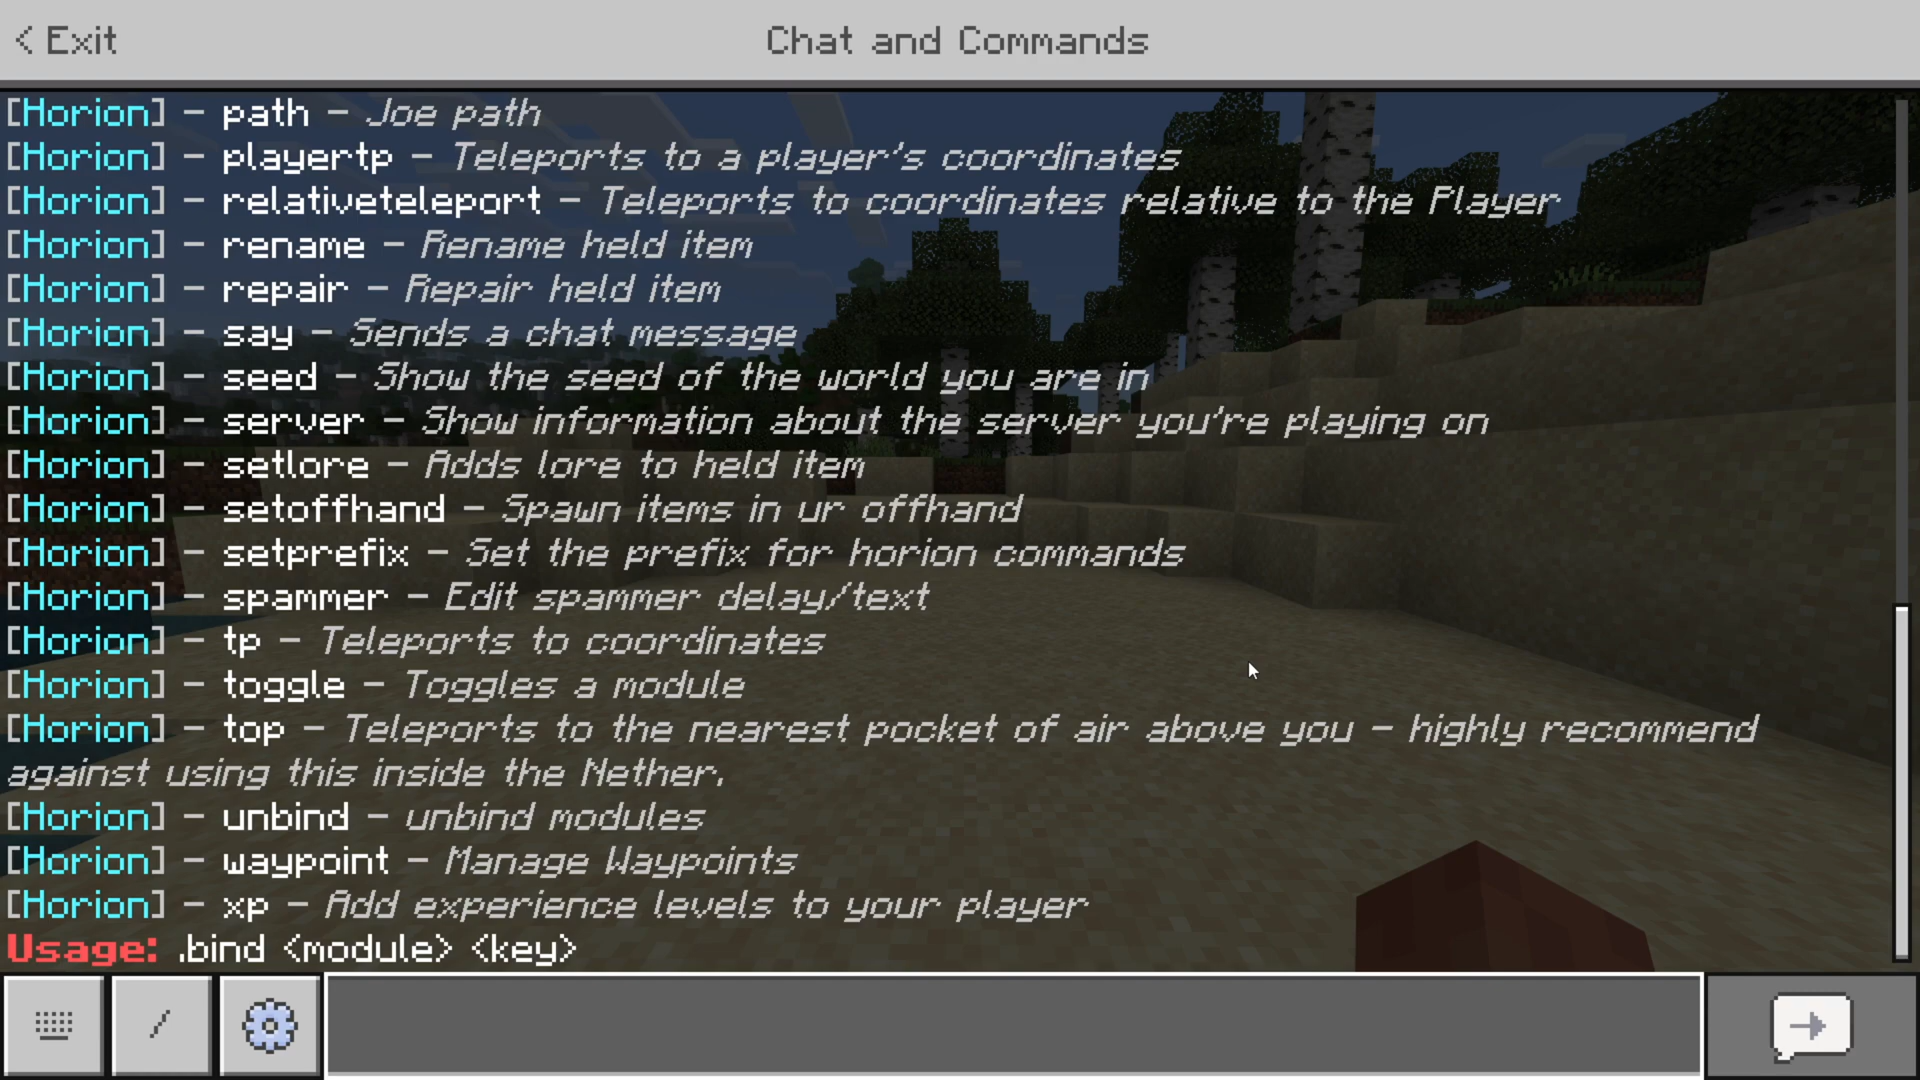 < Exit
Chat and Commands
[Horion] - path - Joe path
[Horion] - playertp - Teleports to a player's coordinates
[Horion] - relativeteleport - Teleports to coordinates relative to the Player
[Horion] - rename - Rename held item
[Horion] - repair - Repair held item
[Horion] - say - Sends a chat message
[Horion] - seed - Show the seed of the world you are in
[Horion] - server - Show information about the server you're playing on
[Horion] - setlore - Adds lore to held item
[Horion] - setoffhand - Spawn items in ur offhand
[Horion] - setprefix - Set the prefix for horion commands
[Horion] - spammer - Edit spammer delay/text
[Horion] - tp - Teleports to coordinates
[Horion] - toggle - Toggles a module
[Horion] - top - Teleports to the nearest pocket of air above you - highly recommend
against using this inside the Nether.
[Horion] - unbind - unbind modules
[Horion] - waypoint - Manage Waypoints
[Horion] - xp - Add experience levels to your player
Usage: .bind <module> <key>
/